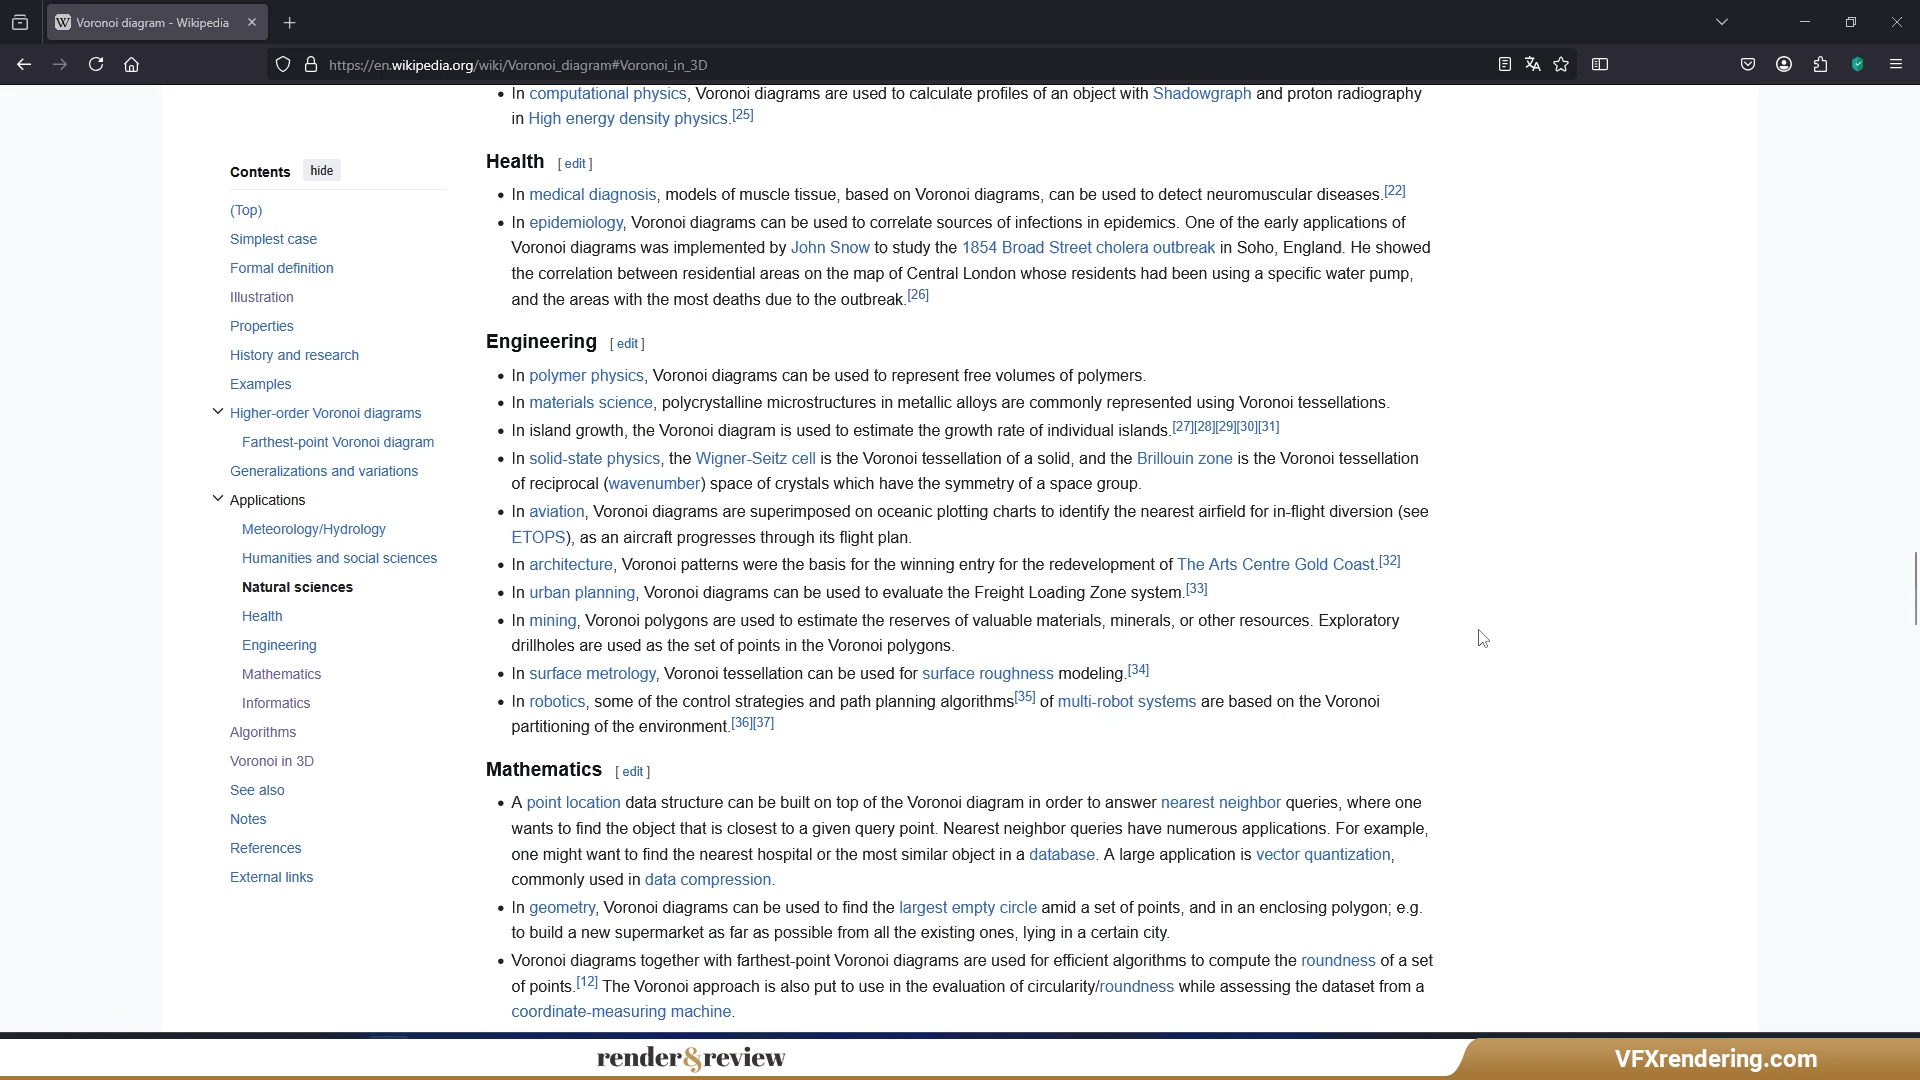 Voronoi diagram - Wikipedia
https://en.wikipedia.org/wiki/Voronoi_diagram#Voronoi_in_3D
• In computational physics, Voronoi diagrams are used to calculate profiles of an object with Shadowgraph and proton radiography
in High energy density physics.[25]
Contents hide
(Top)
Simplest case
Formal definition
Illustration
Properties
History and research
Examples
Higher-order Voronoi diagrams
Farthest-point Voronoi diagram
Generalizations and variations
Applications
Meteorology/Hydrology
Humanities and social sciences
Natural sciences
Health
Engineering
Mathematics
Informatics
Algorithms
Voronoi in 3D
See also
Notes
References
External links
Health [ edit ]
• In medical diagnosis, models of muscle tissue, based on Voronoi diagrams, can be used to detect neuromuscular diseases.[22]
• In epidemiology, Voronoi diagrams can be used to correlate sources of infections in epidemics. One of the early applications of
Voronoi diagrams was implemented by John Snow to study the 1854 Broad Street cholera outbreak in Soho, England. He showed
the correlation between residential areas on the map of Central London whose residents had been using a specific water pump,
and the areas with the most deaths due to the outbreak.[26]
Engineering [ edit ]
• In polymer physics, Voronoi diagrams can be used to represent free volumes of polymers.
• In materials science, polycrystalline microstructures in metallic alloys are commonly represented using Voronoi tessellations.
• In island growth, the Voronoi diagram is used to estimate the growth rate of individual islands.[27][28][29][30][31]
• In solid-state physics, the Wigner-Seitz cell is the Voronoi tessellation of a solid, and the Brillouin zone is the Voronoi tessellation
of reciprocal (wavenumber) space of crystals which have the symmetry of a space group.
• In aviation, Voronoi diagrams are superimposed on oceanic plotting charts to identify the nearest airfield for in-flight diversion (see
ETOPS), as an aircraft progresses through its flight plan.
• In architecture, Voronoi patterns were the basis for the winning entry for the redevelopment of The Arts Centre Gold Coast.[32]
• In urban planning, Voronoi diagrams can be used to evaluate the Freight Loading Zone system.[33]
• In mining, Voronoi polygons are used to estimate the reserves of valuable materials, minerals, or other resources. Exploratory
drillholes are used as the set of points in the Voronoi polygons.
• In surface metrology, Voronoi tessellation can be used for surface roughness modeling.[34]
• In robotics, some of the control strategies and path planning algorithms[35] of multi-robot systems are based on the Voronoi
partitioning of the environment.[36][37]
Mathematics [ edit ]
• A point location data structure can be built on top of the Voronoi diagram in order to answer nearest neighbor queries, where one
wants to find the object that is closest to a given query point. Nearest neighbor queries have numerous applications. For example,
one might want to find the nearest hospital or the most similar object in a database. A large application is vector quantization,
commonly used in data compression.
• In geometry, Voronoi diagrams can be used to find the largest empty circle amid a set of points, and in an enclosing polygon; e.g.
to build a new supermarket as far as possible from all the existing ones, lying in a certain city.
• Voronoi diagrams together with farthest-point Voronoi diagrams are used for efficient algorithms to compute the roundness of a set
of points.[12] The Voronoi approach is also put to use in the evaluation of circularity/roundness while assessing the dataset from a
coordinate-measuring machine.
render&review
VFXrendering.com